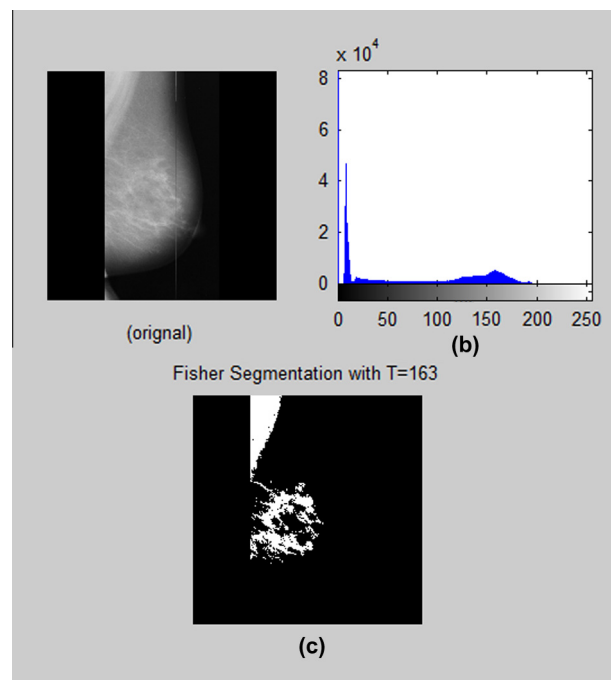 x 10^4
8
6
4
2
0
0 50 100 150 200 250
(orignal)
(b)
Fisher Segmentation with T=163
(c)